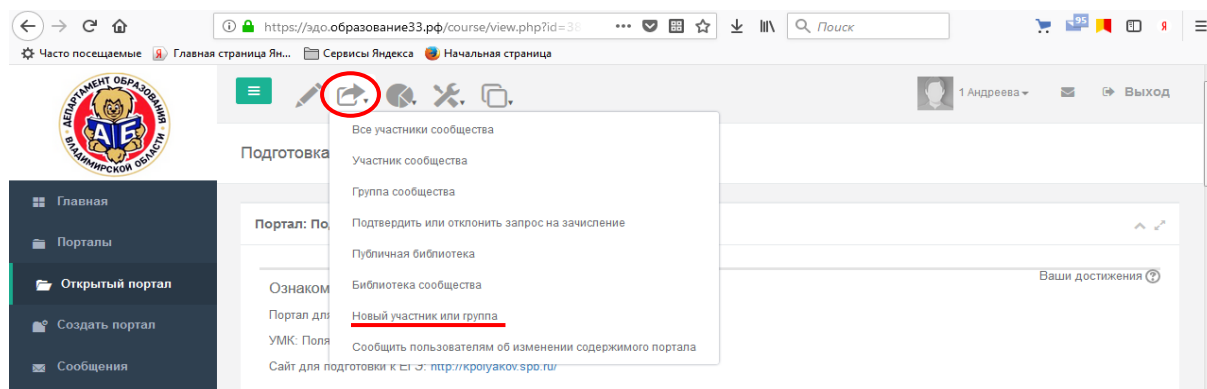 https://эдо.образование33.рф/course/view.php?id=38
Поиск
95
Я
Часто посещаемые
Я
Главная страница Ян...
Сервисы Яндекса
Начальная страница
ДЕПАРТАМЕНТ ОБРАЗОВАНИЯ
ВЛАДИМИРСКОЙ ОБЛАСТИ
А Б
1 Андреева
Выход
Подготовка
Все участники сообщества
Участник сообщества
Группа сообщества
Подтвердить или отклонить запрос на зачисление
Публичная библиотека
Библиотека сообщества
Новый участник или группа
Сообщить пользователям об изменении содержимого портала
Главная
Порталы
Открытый портал
Создать портал
Сообщения
Портал: По
Ваши достижения
Ознаком
Портал для
УМК: Поля
Сайт для подготовки к ЕГЭ: http://kpolyakov.spb.ru/